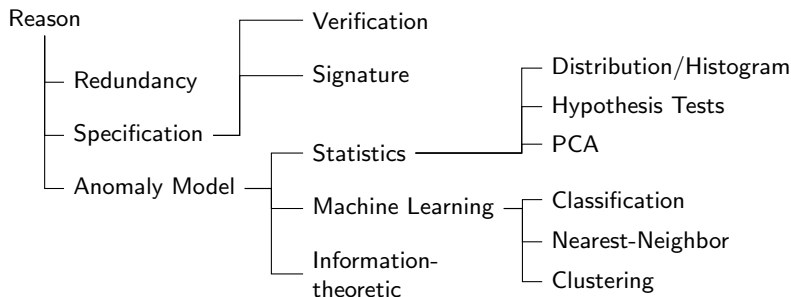 Reason
Redundancy
Specification
Verification
Signature
Anomaly Model
Statistics
Distribution/Histogram
Hypothesis Tests
PCA
Machine Learning
Classification
Nearest-Neighbor
Clustering
Information-
theoretic